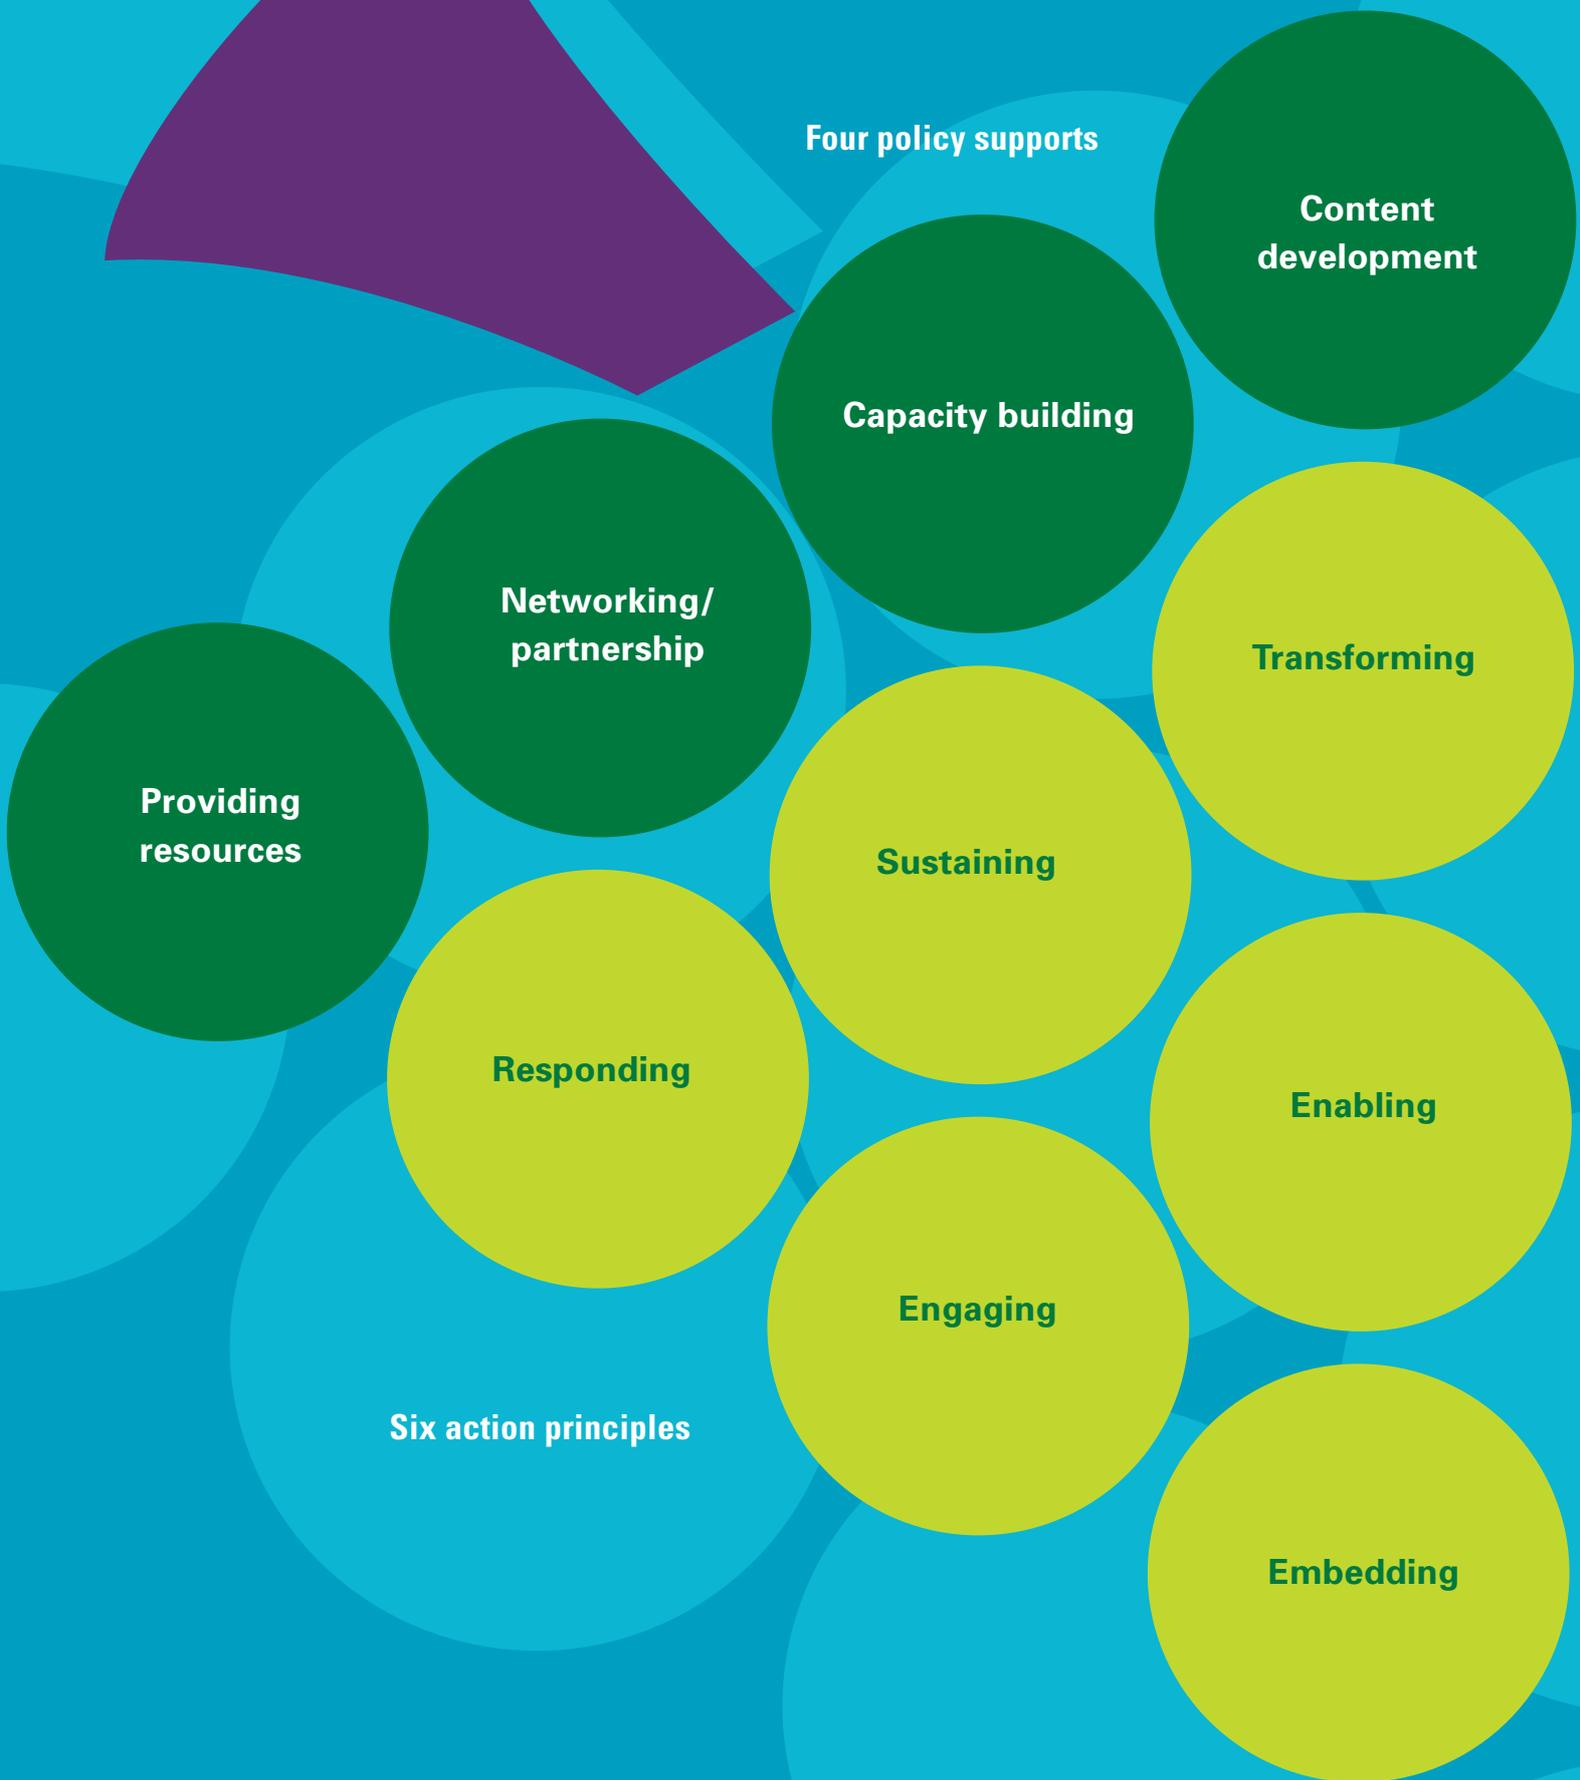 Four policy supports
Content
development
Capacity building
Networking/
partnership
Transforming
Providing
resources
Sustaining
Responding
Enabling
Engaging
Six action principles
Embedding